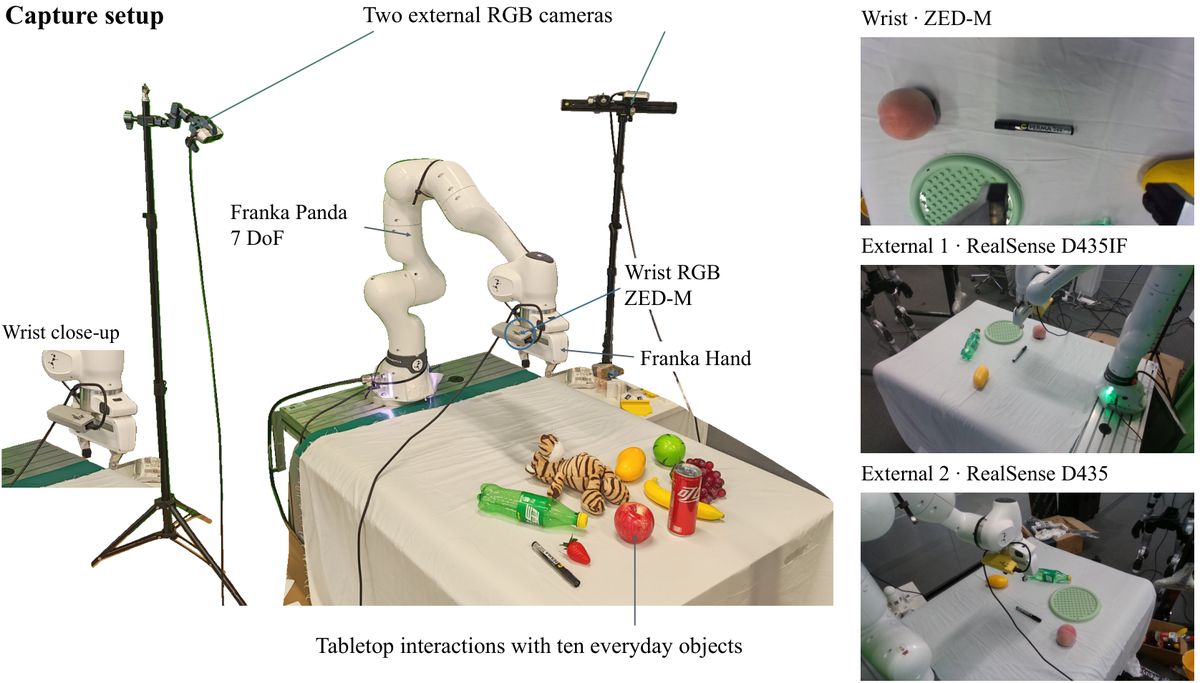 Capture setup
Two external RGB cameras
Wrist · ZED-M
Franka Panda
7 DoF
Wrist RGB
ZED-M
External 1 · RealSense D435IF
Wrist close-up
Franka Hand
External 2 · RealSense D435
Tabletop interactions with ten everyday objects